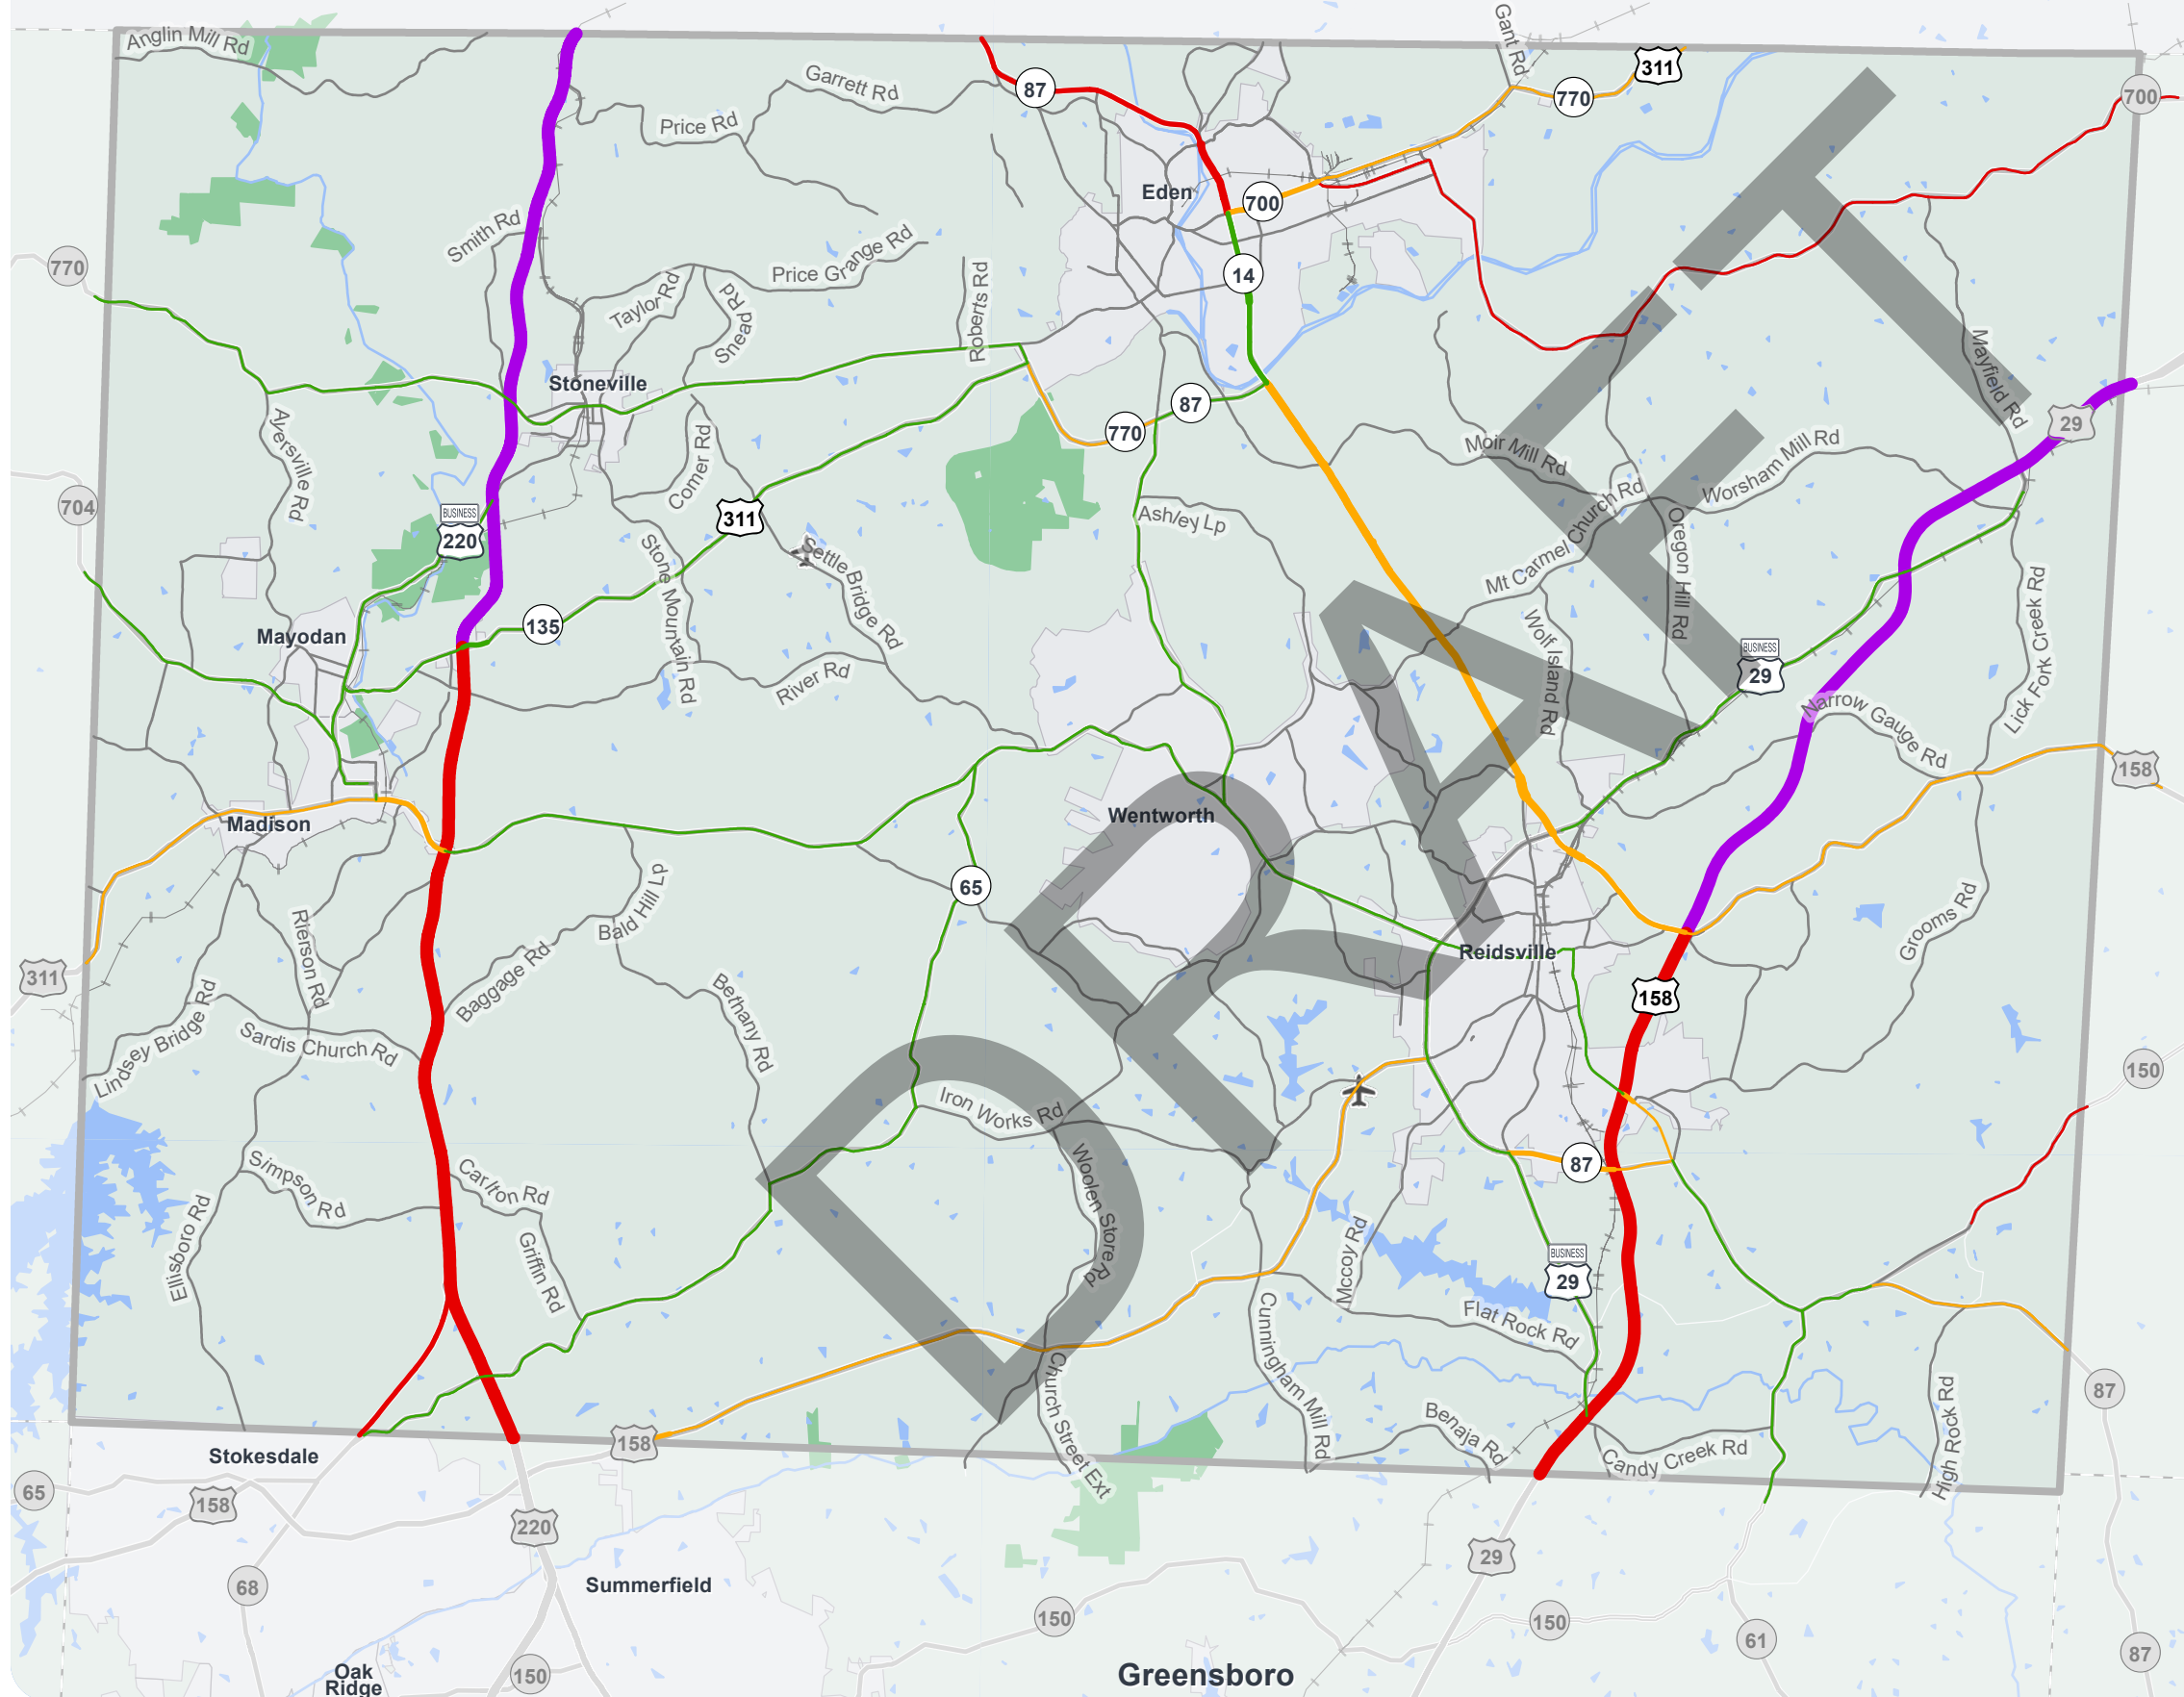 Anglin Mill Rd
Garrett Rd
Price Rd
87
Gant Rd
311
770
700
Eden
700
Smith Rd
770
Price Grange Rd
Taylor Rd
Snead Rd
Roberts Rd
14
Stoneville
Mayfield Rd
29
87
770
Ayersville Rd
Comer Rd
Moir Mill Rd
Worsham Mill Rd
704
BUSINESS
220
311
Ashley Lp
Settle Bridge Rd
Stone Mountain Rd
Mt Carmel Church Rd
Oregon Hill Rd
Mayodan
135
River Rd
Wolf Island Rd
BUSINESS
29
Lick Fork Creek Rd
Narrow Gauge Rd
158
Madison
Wentworth
65
Bald Hill Lp
Rierson Rd
Baggage Rd
Grooms Rd
Reidsville
311
158
Bethany Rd
Lindsey Bridge Rd
Sardis Church Rd
150
Iron Works Rd
DRAFT
Simpson Rd
Carlton Rd
Woolen Store Rd
87
Ellisboro Rd
Griffin Rd
Mccoy Rd
BUSINESS
29
Flat Rock Rd
Cunningham Mill Rd
Church Street Ext
High Rock Rd
87
Benaja Rd
Candy Creek Rd
158
Stokesdale
65
158
220
29
68
Summerfield
150
150
61
87
Oak
Ridge
150
Greensboro